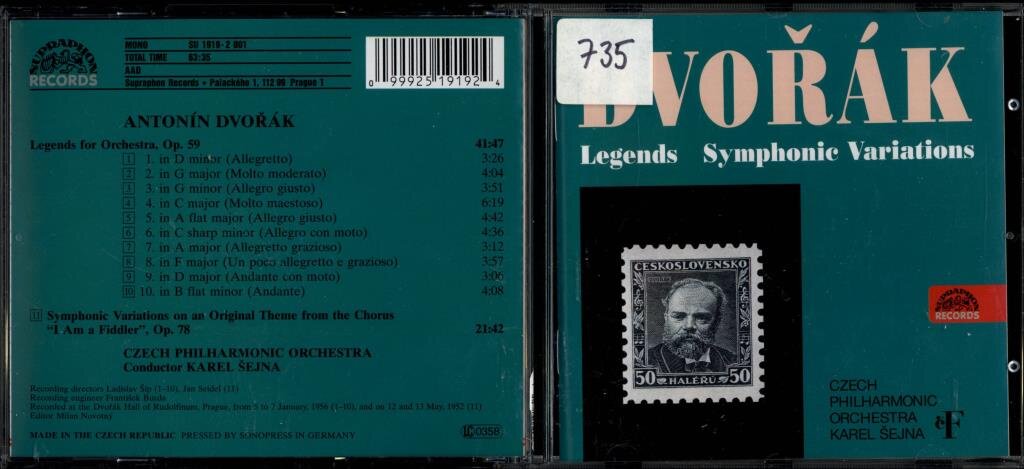 SUPRAPHON
RECORDS
MONO SU 1919-2 001
TOTAL TIME 63:35
AAD
Supraphon Records • Palackého 1, 112 99 Prague 1
0 99925 19192 4
ANTONÍN DVOŘÁK
Legends for Orchestra, Op. 59 41:47
1 1. in D minor (Allegretto) 3:26
2 2. in G major (Molto moderato) 4:04
3 3. in G minor (Allegro giusto) 3:51
4 4. in C major (Molto maestoso) 6:19
5 5. in A flat major (Allegro giusto) 4:42
6 6. in C sharp minor (Allegro con moto) 4:36
7 7. in A major (Allegretto grazioso) 3:12
8 8. in F major (Un poco allegretto e grazioso) 3:57
9 9. in D major (Andante con moto) 3:06
10 10. in B flat minor (Andante) 4:08
11 Symphonic Variations on an Original Theme from the Chorus
"I Am a Fiddler", Op. 78 21:42
CZECH PHILHARMONIC ORCHESTRA
Conductor KAREL ŠEJNA
Recording directors Ladislav Šíp (1–10), Jan Seidel (11)
Recording engineer František Burda
Recorded at the Dvořák Hall of Rudolfinum, Prague, from 5 to 7 January, 1956 (1–10), and on 12 and 13 May, 1952 (11)
Editor Milan Novotný
MADE IN THE CZECH REPUBLIC PRESSED BY SONOPRESS IN GERMANY
LC 0358
735
DVOŘÁK
Legends Symphonic Variations
ČESKOSLOVENSKO
50 HALÉŘŮ 50
SUPRAPHON
RECORDS
CZECH
PHILHARMONIC
ORCHESTRA
KAREL ŠEJNA
čF